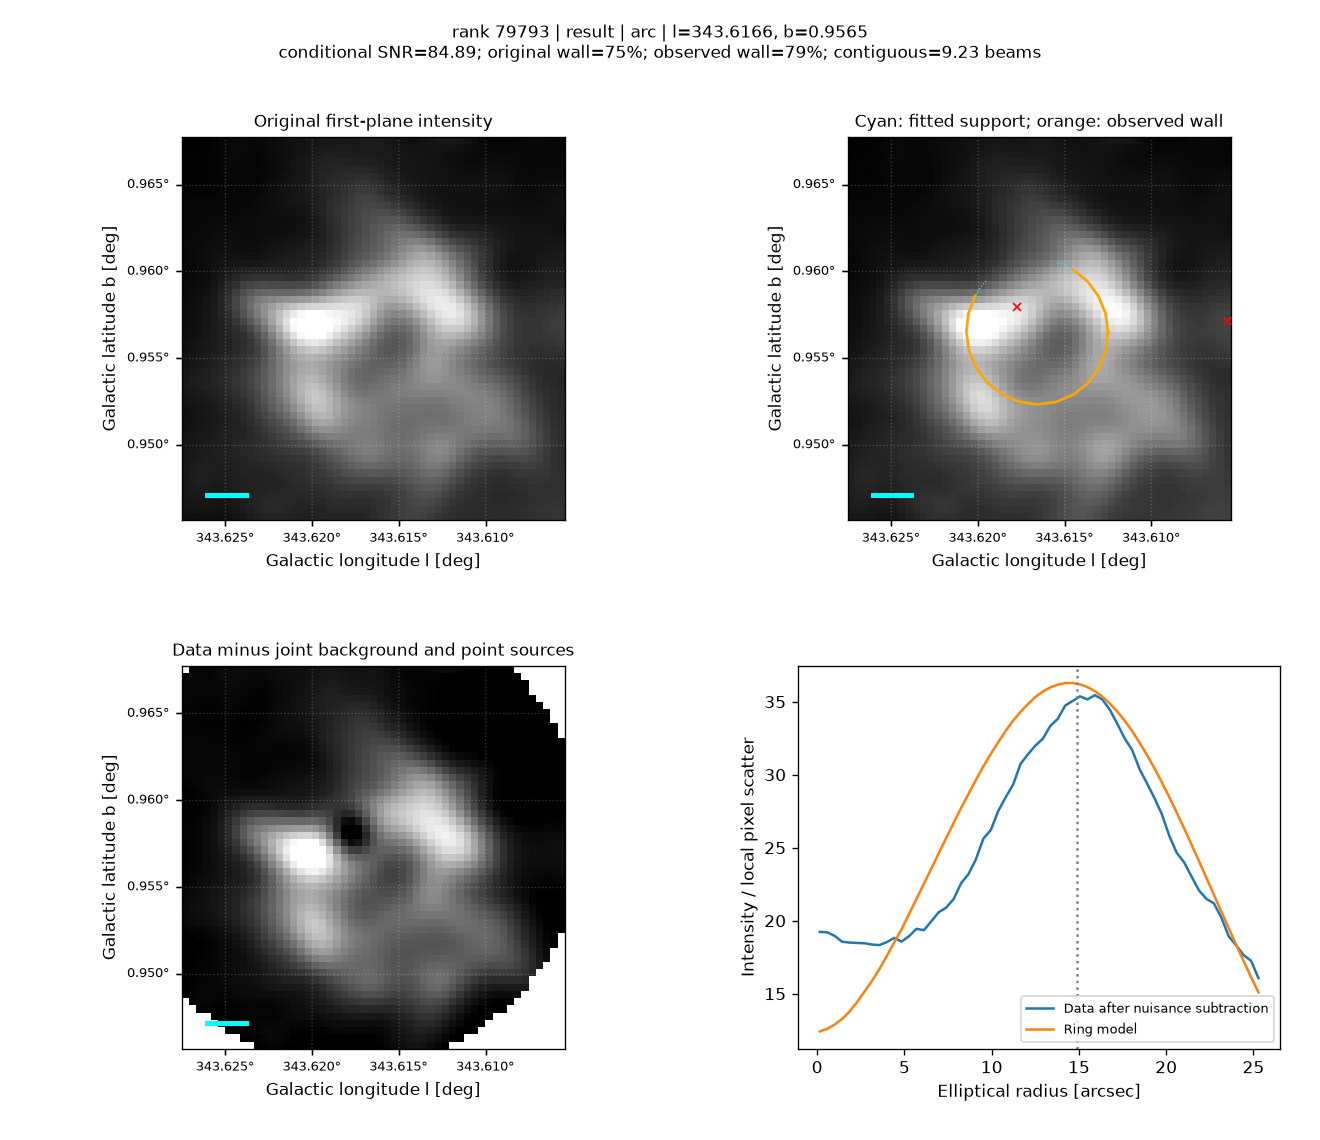 rank 79793 | result | arc | l=343.6166, b=0.9565
conditional SNR=84.89; original wall=75%; observed wall=79%; contiguous=9.23 beams
Original first-plane intensity
0.965°
0.960°
0.955°
0.950°
343.625° 343.620° 343.615° 343.610°
Galactic longitude l [deg]
Galactic latitude b [deg]
Cyan: fitted support; orange: observed wall
0.965°
0.960°
0.955°
0.950°
343.625° 343.620° 343.615° 343.610°
Galactic longitude l [deg]
Galactic latitude b [deg]
Data minus joint background and point sources
0.965°
0.960°
0.955°
0.950°
343.625° 343.620° 343.615° 343.610°
Galactic longitude l [deg]
Galactic latitude b [deg]
35
30
25
20
15
0 5 10 15 20 25
Elliptical radius [arcsec]
Intensity / local pixel scatter
Data after nuisance subtraction
Ring model